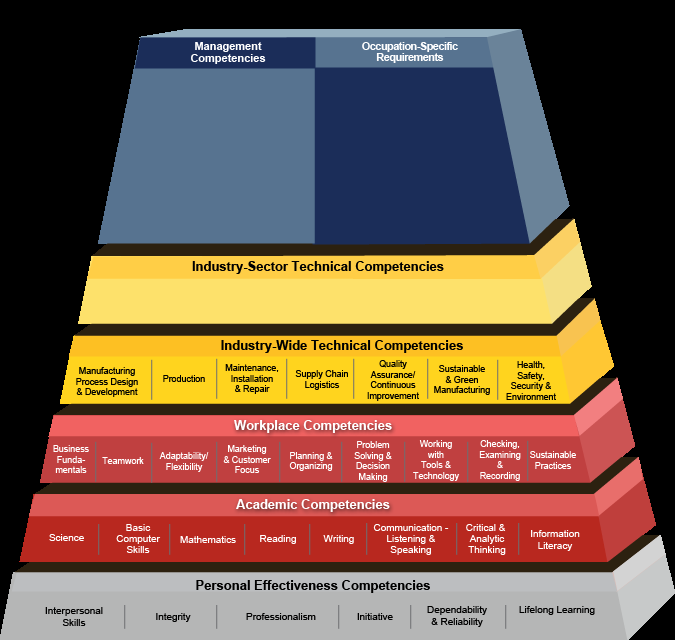 Management
Competencies
Occupation-Specific
Requirements
Industry-Sector Technical Competencies
Industry-Wide Technical Competencies
Manufacturing
Process Design
& Development
Production
Maintenance,
Installation
& Repair
Supply Chain
Logistics
Quality
Assurance/
Continuous
Improvement
Sustainable
& Green
Manufacturing
Health,
Safety,
Security &
Environment
Workplace Competencies
Business
Funda-
mentals
Teamwork
Adaptability/
Flexibility
Marketing
& Customer
Focus
Planning &
Organizing
Problem
Solving &
Decision
Making
Working
with
Tools &
Technology
Checking,
Examining
&
Recording
Sustainable
Practices
Academic Competencies
Science
Basic
Computer
Skills
Mathematics
Reading
Writing
Communication -
Listening &
Speaking
Critical &
Analytic
Thinking
Information
Literacy
Personal Effectiveness Competencies
Interpersonal
Skills
Integrity
Professionalism
Initiative
Dependability
& Reliability
Lifelong Learning